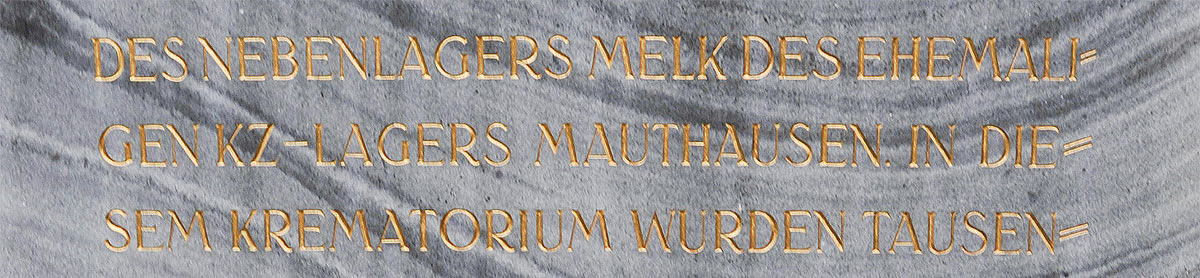 DES NEBENLAGERS MELK DES EHEMALI=
GEN KZ-LAGERS MAUTHAUSEN. IN DIE=
SEM KREMATORIUM WURDEN TAUSEN=